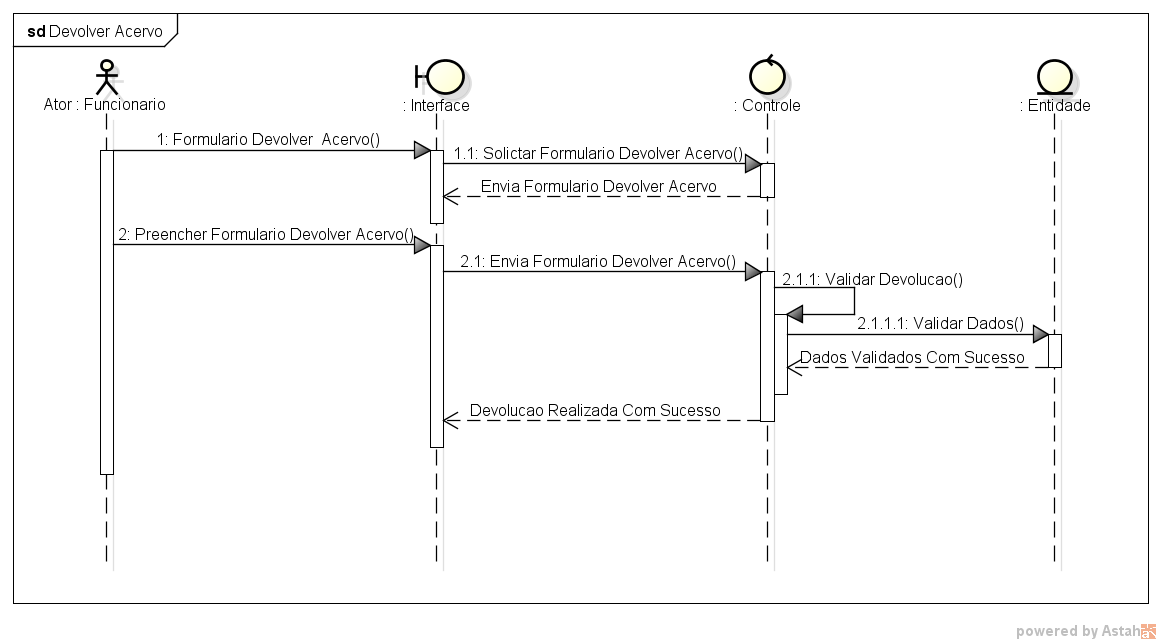 sd Devolver Acervo
Ator : Funcionario
: Interface
: Controle
: Entidade
1: Formulario Devolver Acervo()
1.1: Solictar Formulario Devolver Acervo()
Envia Formulario Devolver Acervo
2: Preencher Formulario Devolver Acervo()
2.1: Envia Formulario Devolver Acervo()
2.1.1: Validar Devolucao()
2.1.1.1: Validar Dados()
Dados Validados Com Sucesso
Devolucao Realizada Com Sucesso
powered by Astah